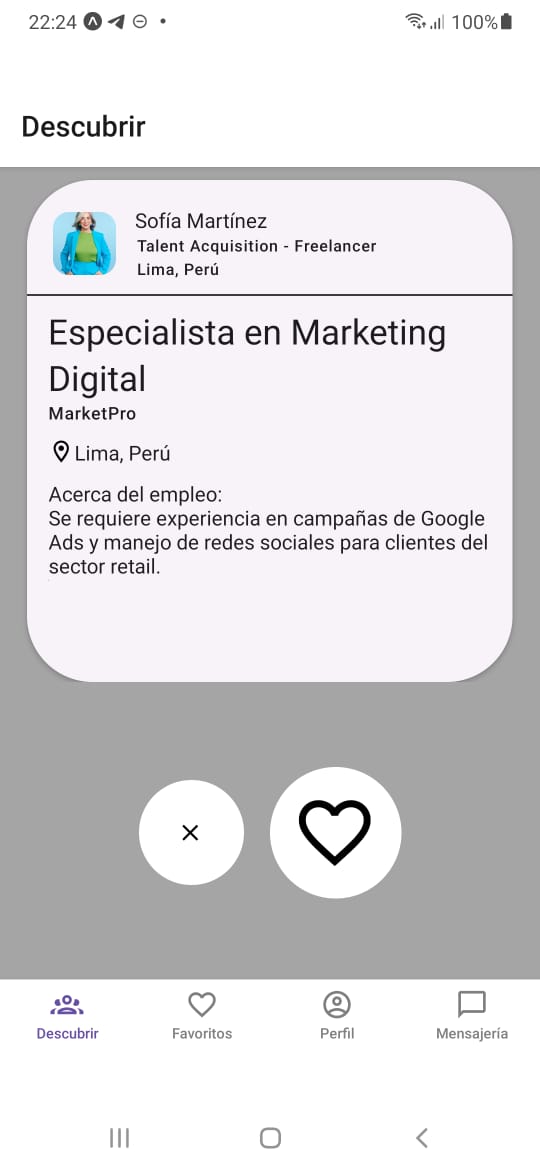 22:24
100%
Descubrir
Sofía Martínez
Talent Acquisition - Freelancer
Lima, Perú
Especialista en Marketing
Digital
MarketPro
Lima, Perú
Acerca del empleo:
Se requiere experiencia en campañas de Google
Ads y manejo de redes sociales para clientes del
sector retail.
Descubrir
Favoritos
Perfil
Mensajería